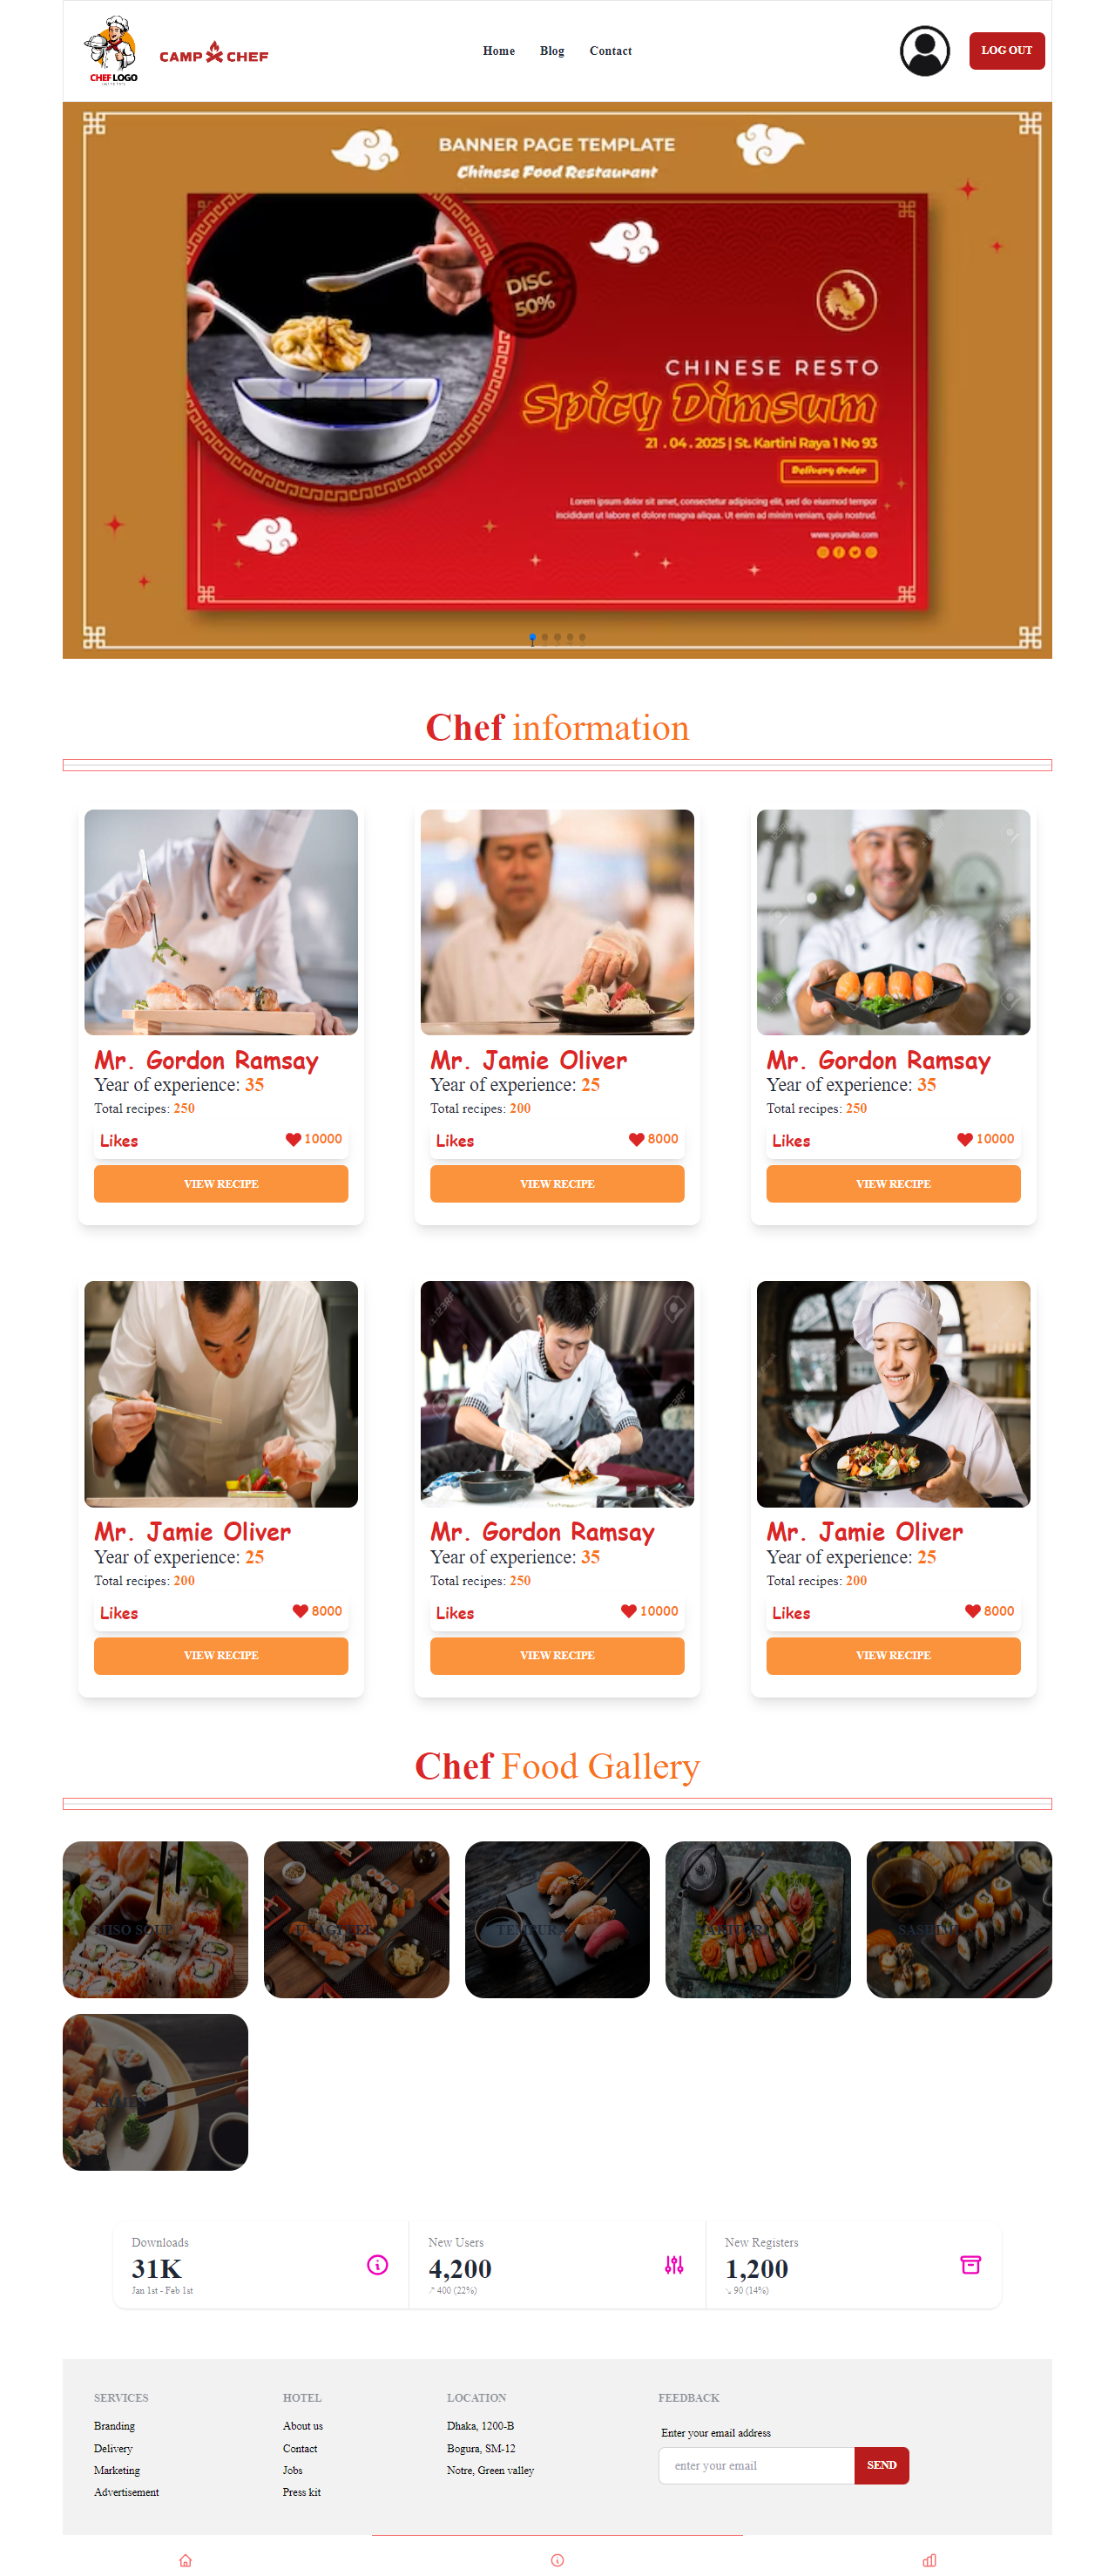 CHEF LOGO
CAMP CHEF
Home Blog Contact
LOG OUT
BANNER PAGE TEMPLATE
Chinese Food Restaurant
DISC
50%
CHINESE RESTO
Spicy Dimsum
21 . 04 . 2025 | St. Kartini Raya 1 No 93
Delivery Order
Lorem ipsum dolor sit amet, consectetur adipiscing elit, sed do eiusmod tempor
incididunt ut labore et dolore magna aliqua. Ut enim ad minim veniam, quis nostrud.
www.yoursite.com
1
Chef information
Mr. Gordon Ramsay
Year of experience: 35
Total recipes: 250
Likes 10000
VIEW RECIPE
Mr. Jamie Oliver
Year of experience: 25
Total recipes: 200
Likes 8000
VIEW RECIPE
123RF
Mr. Gordon Ramsay
Year of experience: 35
Total recipes: 250
Likes 10000
VIEW RECIPE
Mr. Jamie Oliver
Year of experience: 25
Total recipes: 200
Likes 8000
VIEW RECIPE
123RF
Mr. Gordon Ramsay
Year of experience: 35
Total recipes: 250
Likes 10000
VIEW RECIPE
Mr. Jamie Oliver
Year of experience: 25
Total recipes: 200
Likes 8000
VIEW RECIPE
Chef Food Gallery
MISO SOUP
TEMPURA
SASHIMI
RAMEN
Downloads
31K
Jan 1st - Feb 1st
New Users
4,200
↗︎ 400 (22%)
New Registers
1,200
↘︎ 90 (14%)
SERVICES
Branding
Delivery
Marketing
Advertisement
HOTEL
About us
Contact
Jobs
Press kit
LOCATION
Dhaka, 1200-B
Bogura, SM-12
Notre, Green valley
FEEDBACK
Enter your email address
enter your email
SEND